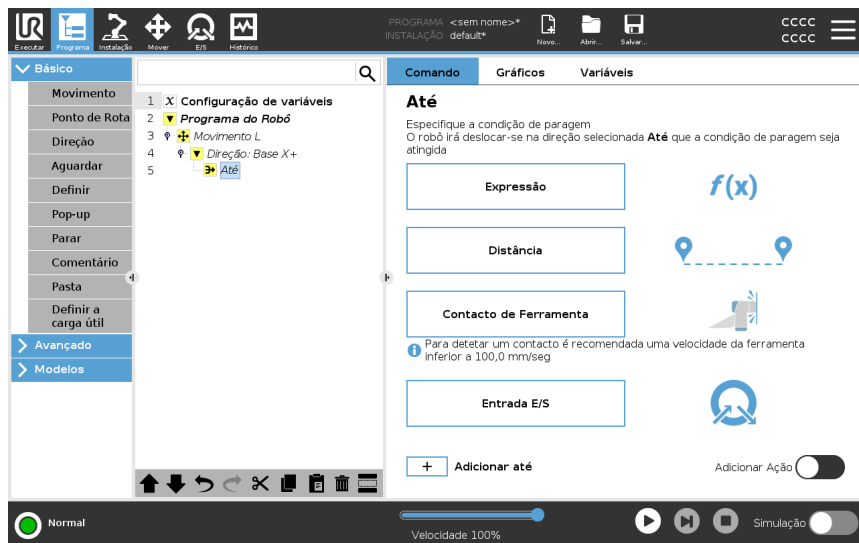 UR
Executar
Programa
Instalação
Mover
E/S
Histórico
PROGRAMA <sem nome>*
INSTALAÇÃO default*
Novo...
Abrir...
Salvar...
cccc
cccc
Básico
Movimento
Ponto de Rota
Direção
Aguardar
Definir
Pop-up
Parar
Comentário
Pasta
Definir a
carga útil
Avançado
Modelos
1 X Configuração de variáveis
2 Programa do Robô
3 Movimento L
4 Direção: Base X+
5 Até
Comando Gráficos Variáveis
Até
Especifique a condição de paragem
O robô irá deslocar-se na direção selecionada Até que a condição de paragem seja
atingida
Expressão
f(x)
Distância
Contacto de Ferramenta
Para detetar um contacto é recomendada uma velocidade da ferramenta
inferior a 100,0 mm/seg
Entrada E/S
+ Adicionar até
Adicionar Ação
Normal
Velocidade 100%
Simulação